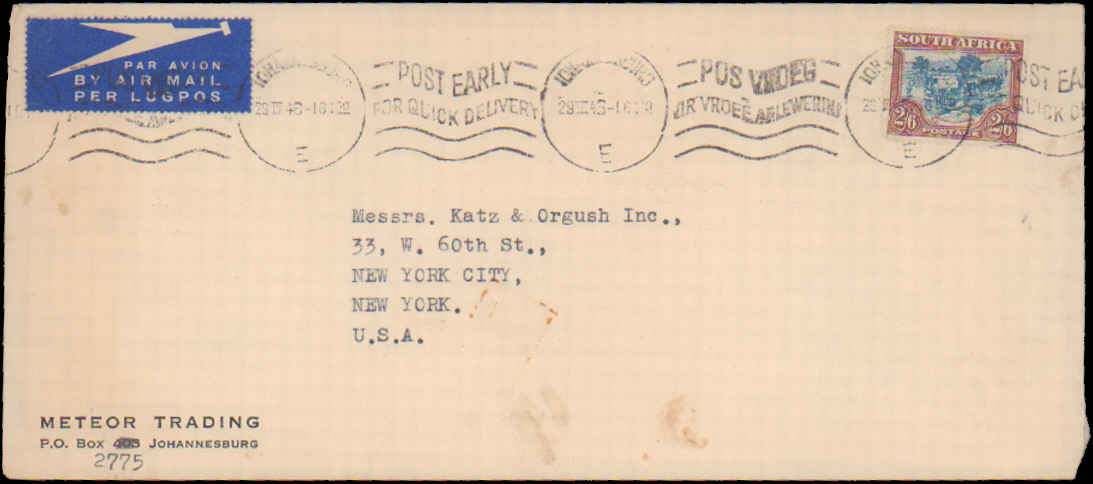 PAR AVION
BY AIR MAIL
PER LUGPOS
POST EARLY
FOR QUICK DELIVERY
E
POS VROEG
VIR VROEË AFLEWERING
E
E
SOUTH AFRICA
2/6 POSTAGE 2/6
Messrs. Katz & Orgush Inc.,
33, W. 60th St.,
NEW YORK CITY,
NEW YORK.
U.S.A.
METEOR TRADING
P.O. Box JOHANNESBURG
2775